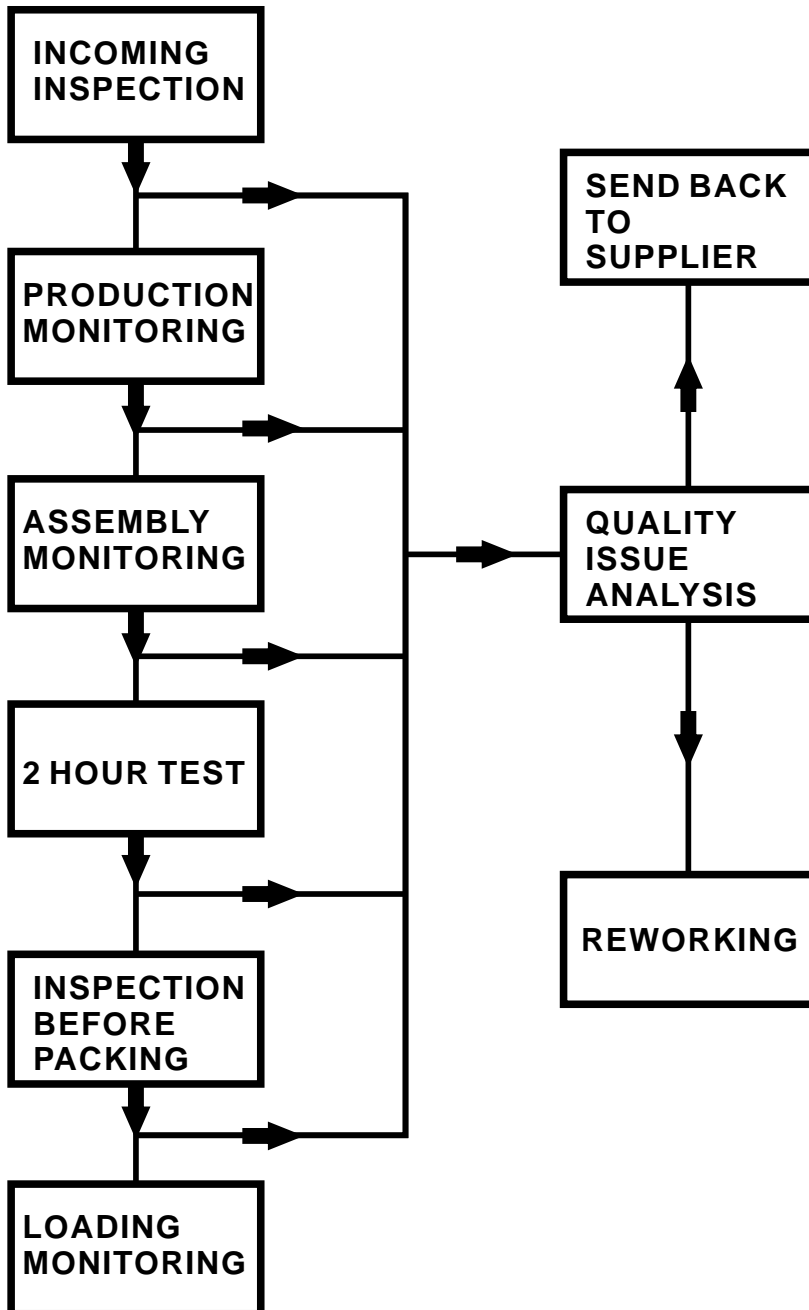 INCOMING
INSPECTION
PRODUCTION
MONITORING
ASSEMBLY
MONITORING
2 HOUR TEST
INSPECTION
BEFORE
PACKING
LOADING
MONITORING
SEND BACK
TO
SUPPLIER
QUALITY
ISSUE
ANALYSIS
REWORKING